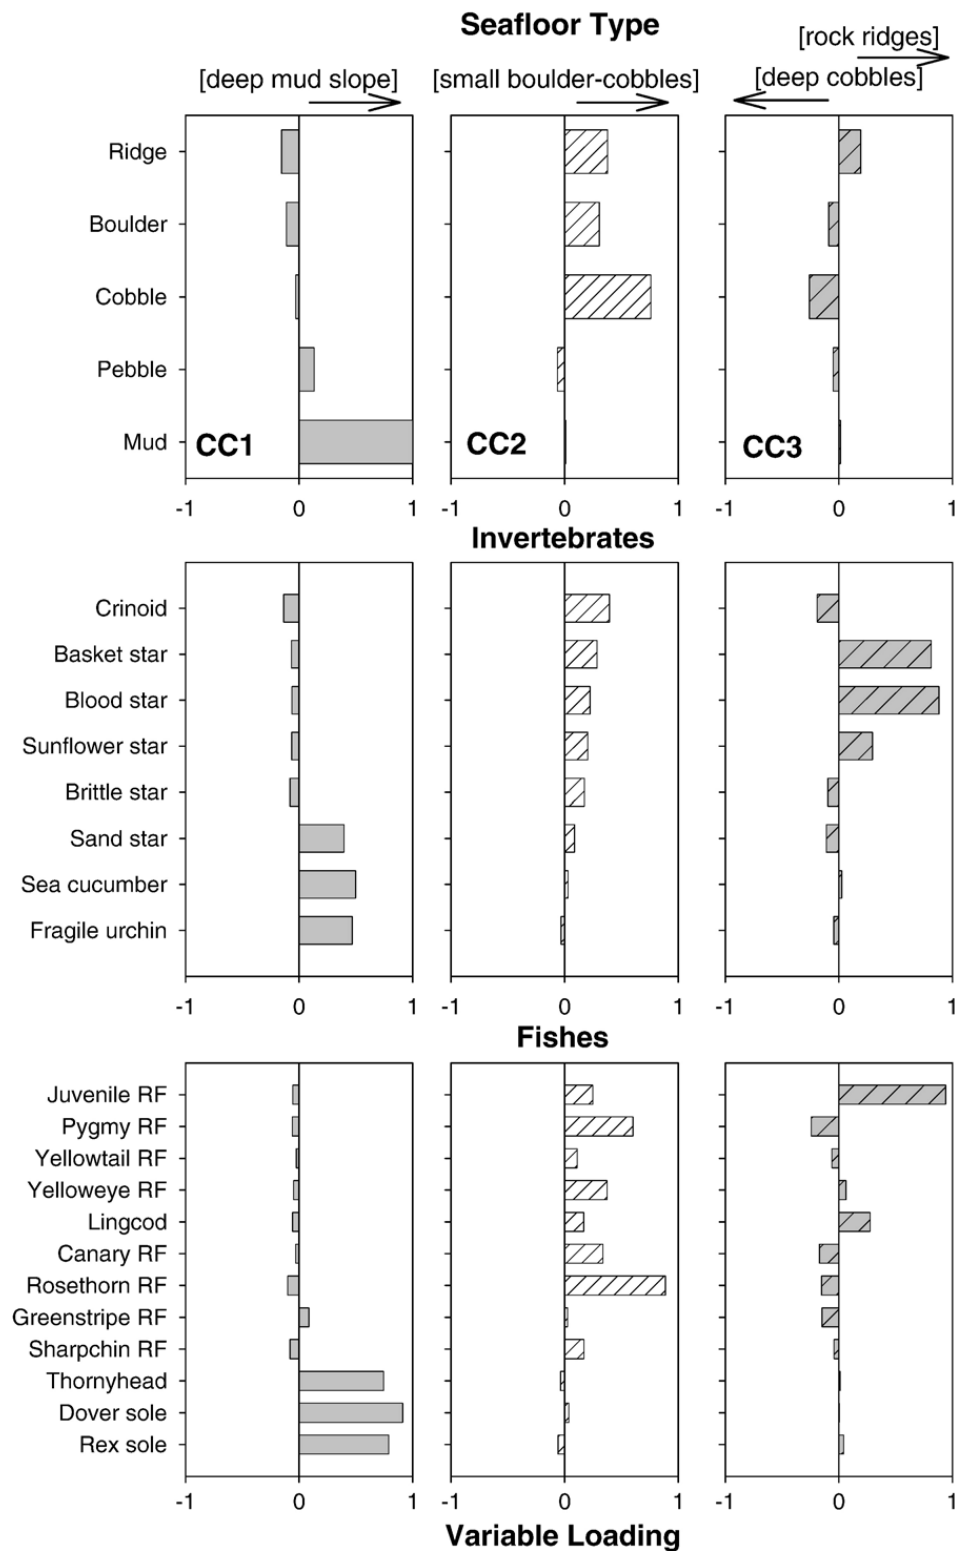 Seafloor Type
[rock ridges]
[deep mud slope] [small boulder-cobbles] [deep cobbles]
Ridge
Boulder
Cobble
Pebble
Mud CC1 CC2 CC3
-1 0 1 -1 0 1 -1 0 1
Invertebrates
Crinoid
Basket star
Blood star
Sunflower star
Brittle star
Sand star
Sea cucumber
Fragile urchin
-1 0 1 -1 0 1 -1 0 1
Fishes
Juvenile RF
Pygmy RF
Yellowtail RF
Yelloweye RF
Lingcod
Canary RF
Rosethorn RF
Greenstripe RF
Sharpchin RF
Thornyhead
Dover sole
Rex sole
-1 0 1 -1 0 1 -1 0 1
Variable Loading